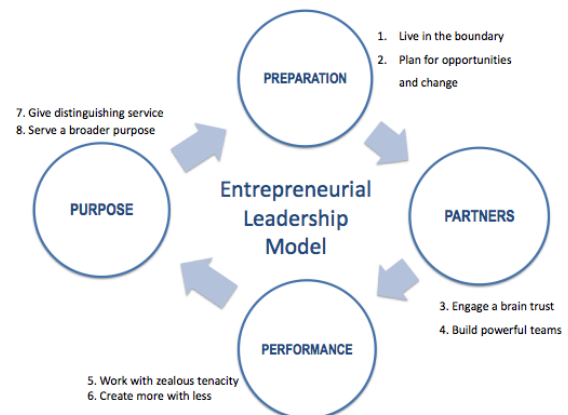 PREPARATION
1. Live in the boundary
2. Plan for opportunities
and change
7. Give distinguishing service
8. Serve a broader purpose
PURPOSE
Entrepreneurial
Leadership
Model
PARTNERS
3. Engage a brain trust
4. Build powerful teams
PERFORMANCE
5. Work with zealous tenacity
6. Create more with less